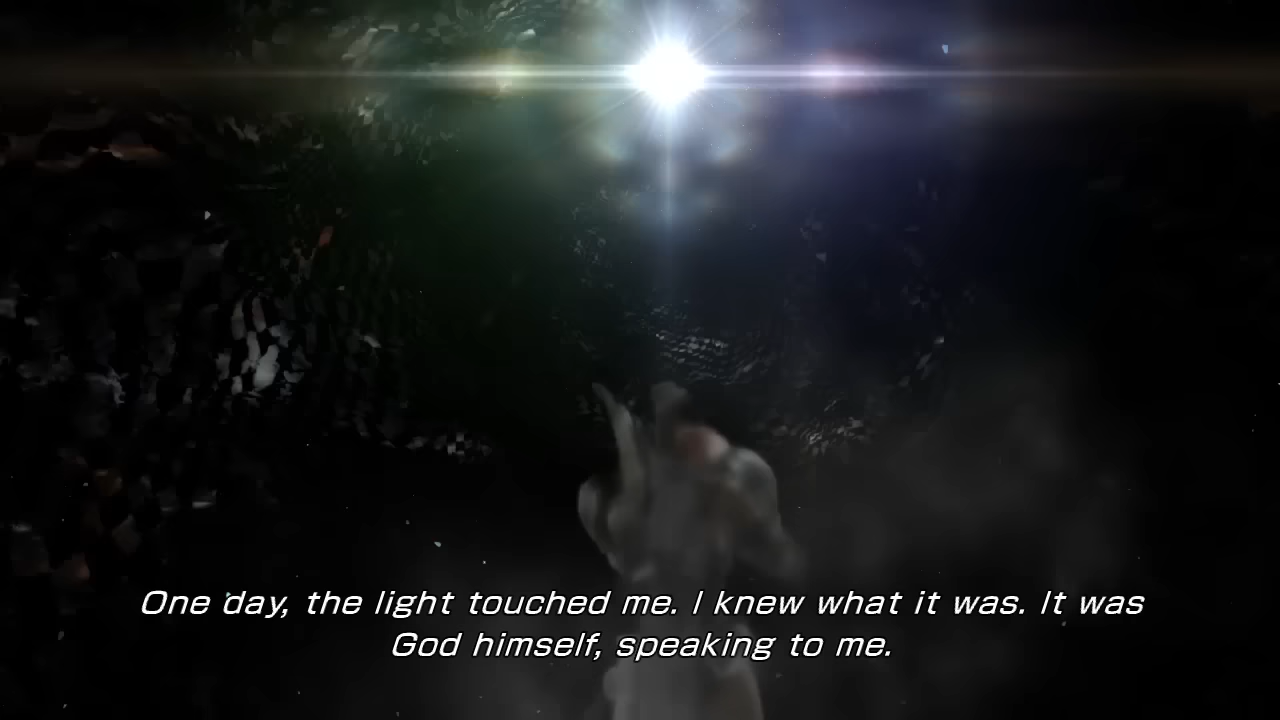 One day, the light touched me. I knew what it was. It was
God himself, speaking to me.